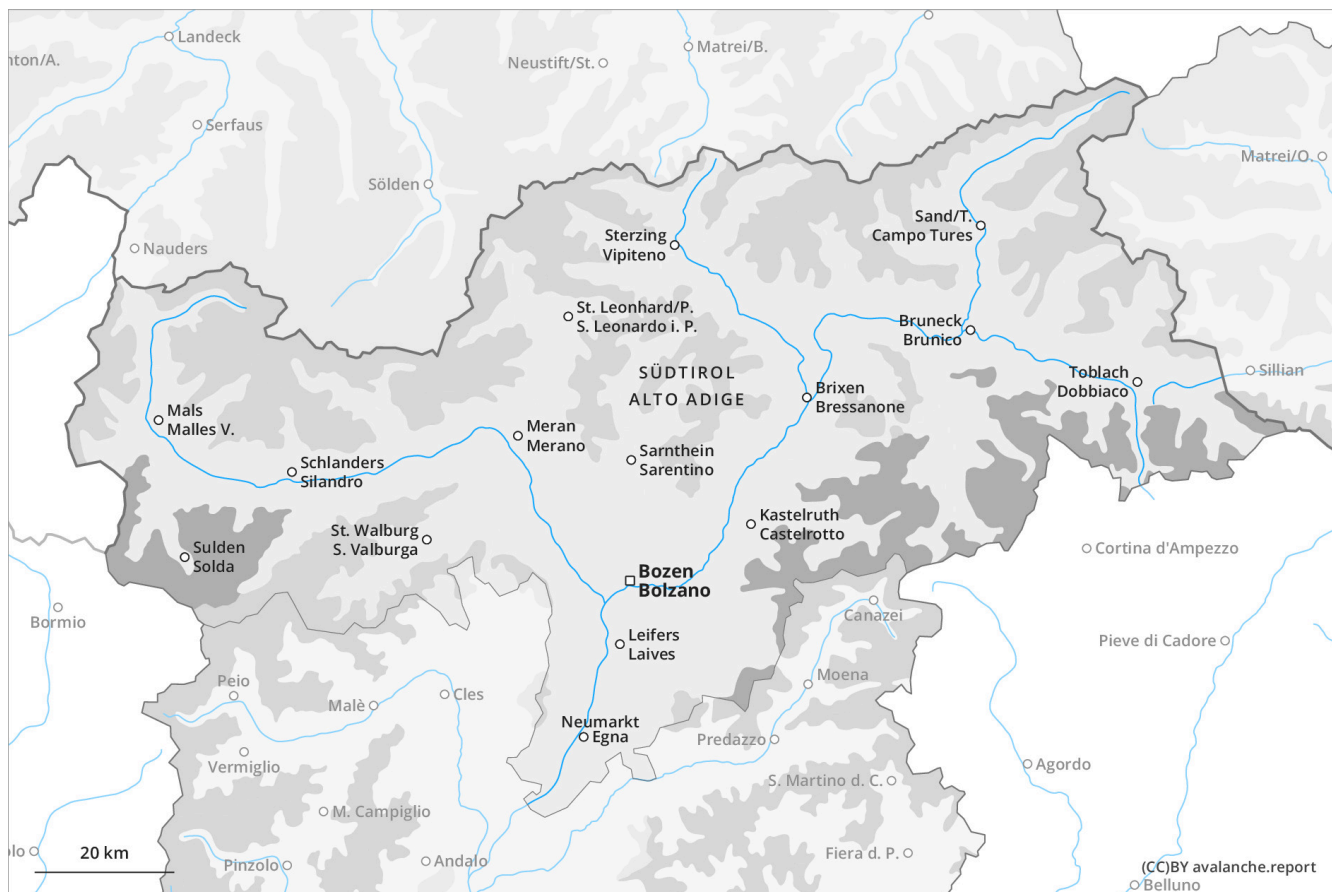 Landeck
nton/A.
Matrei/B.
Neustift/St.
Serfaus
Matrei/O.
Sölden
Sand/T.
Campo Tures
Sterzing
Vipiteno
Nauders
St. Leonhard/P.
S. Leonardo i. P.
Bruneck
Brunico
SÜDTIROL
ALTO ADIGE
Toblach
Dobbiaco
Sillian
Brixen
Bressanone
Mals
Malles V.
Meran
Merano
Sarnthein
Sarentino
Schlanders
Silandro
Kastelruth
Castelrotto
St. Walburg
S. Valburga
Sulden
Solda
Cortina d'Ampezzo
Bozen
Bolzano
Bormio
Canazei
Leifers
Laives
Pieve di Cadore
Peio
Moena
Malè
Cles
Neumarkt
Egna
Predazzo
Vermiglio
Agordo
S. Martino d. C.
M. Campiglio
olo
20 km
Pinzolo
Andalo
Fiera d. P.
(CC)BY avalanche.report
Belluno